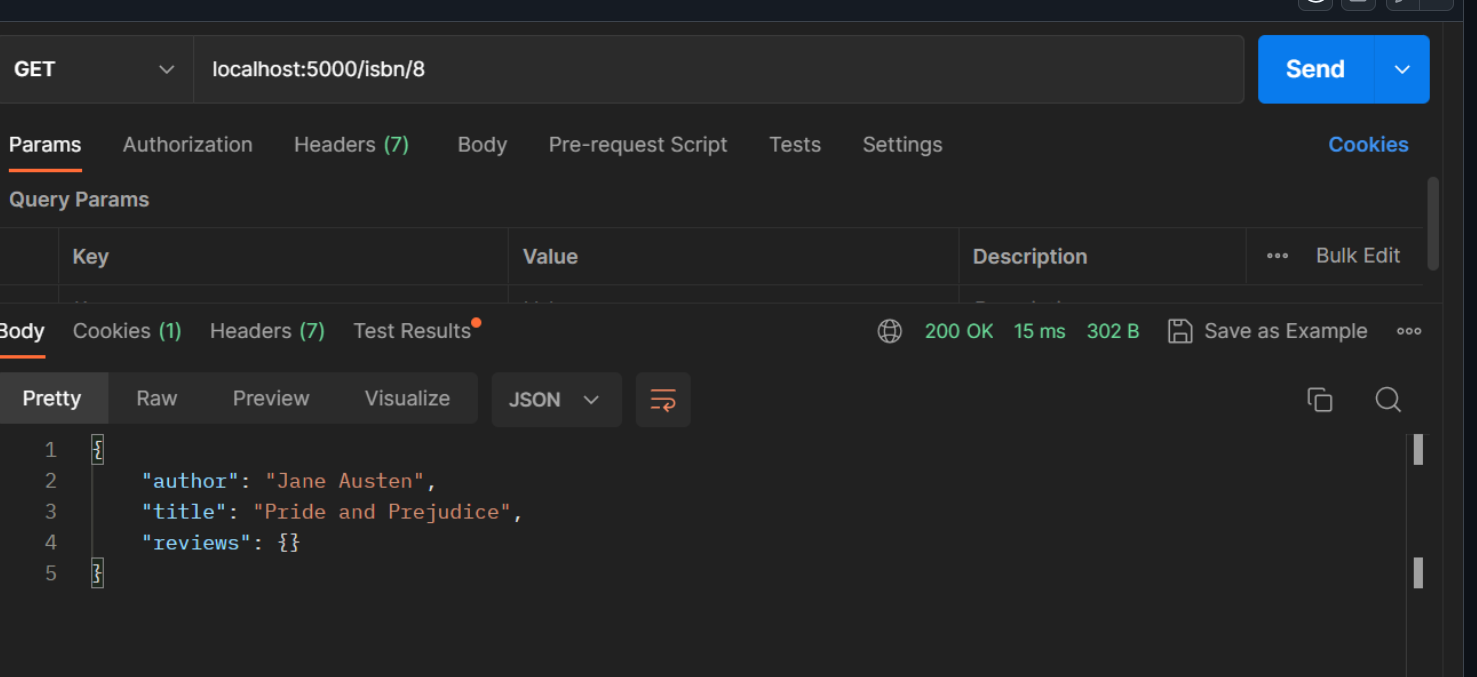 GET localhost:5000/isbn/8 Send
Params Authorization Headers (7) Body Pre-request Script Tests Settings Cookies
Query Params
Key Value Description Bulk Edit
Body Cookies (1) Headers (7) Test Results 200 OK 15 ms 302 B Save as Example
Pretty Raw Preview Visualize JSON
1 {
2 "author": "Jane Austen",
3 "title": "Pride and Prejudice",
4 "reviews": {}
5 }